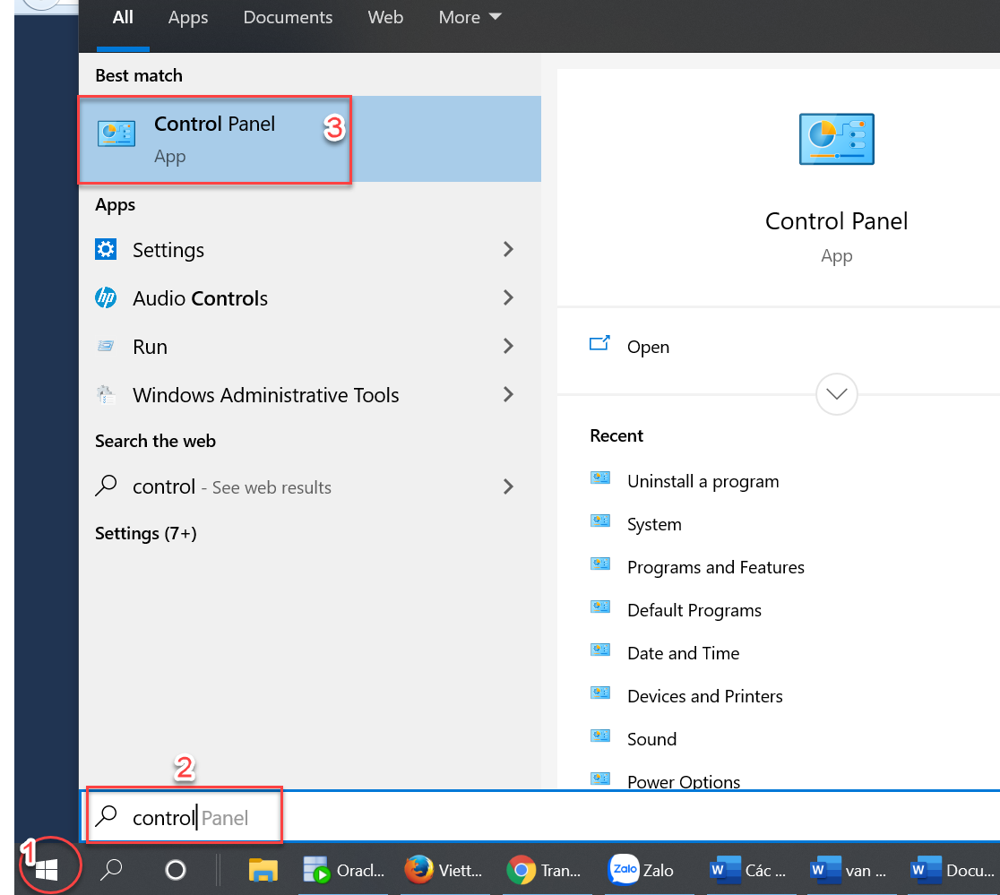 All Apps Documents Web More
Best match
Control Panel
App
3
Apps
Settings
Audio Controls
Run
Windows Administrative Tools
Search the web
control - See web results
Settings (7+)
Control Panel
App
Open
Recent
Uninstall a program
System
Programs and Features
Default Programs
Date and Time
Devices and Printers
Sound
Power Options
2
control Panel
1
hp
Oracl... Viett... Tran... Zalo Zalo W Các ... W van ... W Docu...